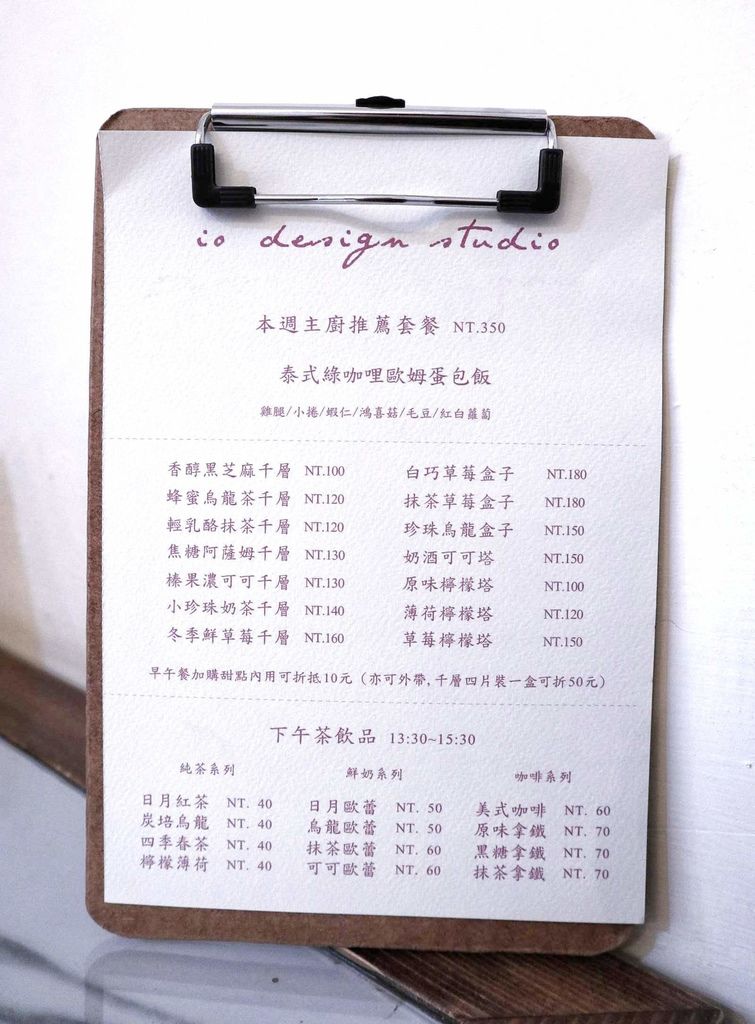 io design studio
本週主廚推薦套餐 NT.350
泰式綠咖哩歐姆蛋包飯
雞腿/小捲/蝦仁/鴻喜菇/毛豆/紅白蘿蔔
香醇黑芝麻千層 NT.100
蜂蜜烏龍茶千層 NT.120
輕乳酪抹茶千層 NT.120
焦糖阿薩姆千層 NT.130
榛果濃可可千層 NT.130
小珍珠奶茶千層 NT.140
冬季鮮草莓千層 NT.160
白巧草莓盒子 NT.180
抹茶草莓盒子 NT.180
珍珠烏龍盒子 NT.150
奶酒可可塔 NT.150
原味檸檬塔 NT.100
薄荷檸檬塔 NT.120
草莓檸檬塔 NT.150
早午餐加購甜點內用可折抵10元（亦可外帶, 千層四片裝一盒可折50元）
下午茶飲品 13:30~15:30
純茶系列
日月紅茶 NT. 40
炭培烏龍 NT. 40
四季春茶 NT. 40
檸檬薄荷 NT. 40
鮮奶系列
日月歐蕾 NT. 50
烏龍歐蕾 NT. 50
抹茶歐蕾 NT. 60
可可歐蕾 NT. 60
咖啡系列
美式咖啡 NT. 60
原味拿鐵 NT. 70
黑糖拿鐵 NT. 70
抹茶拿鐵 NT. 70